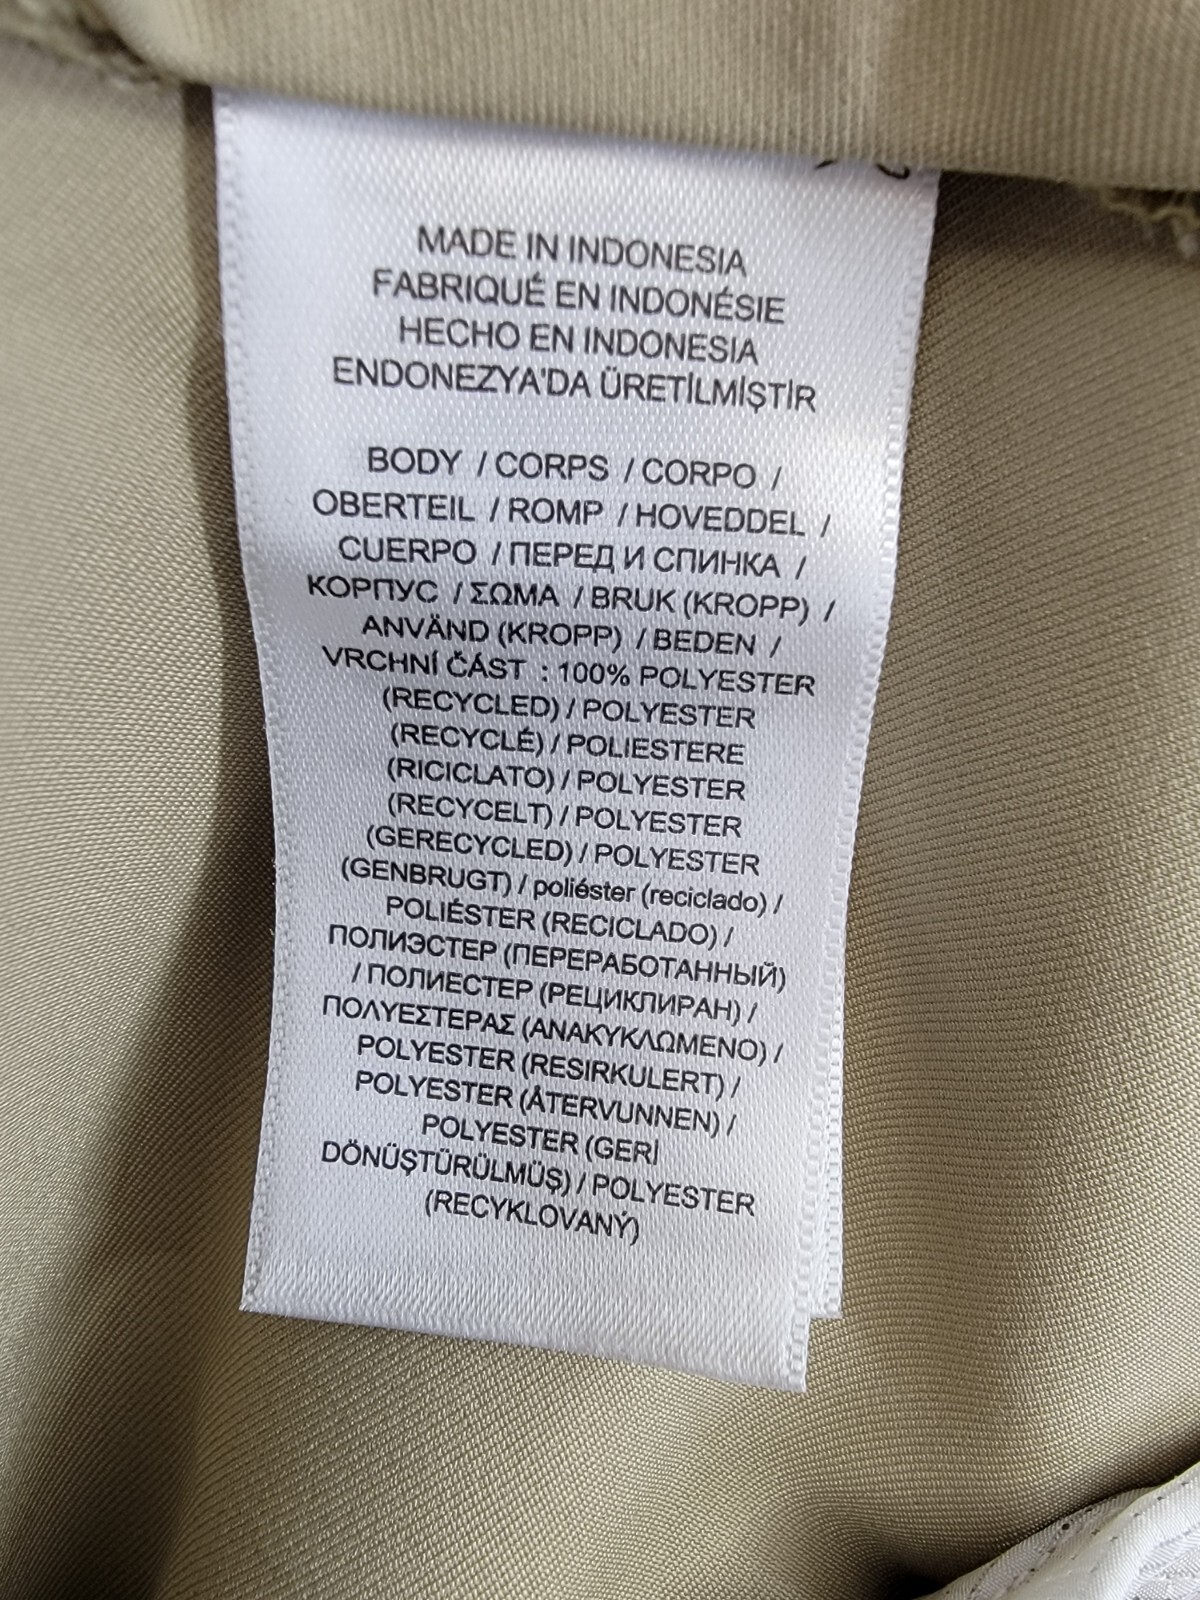 MADE IN INDONESIA
FABRIQUÉ EN INDONÉSIE
HECHO EN INDONESIA
ENDONEZYA'DA ÜRETİLMİŞTİR
BODY / CORPS / CORPO /
OBERTEIL / ROMP / HOVEDDEL /
CUERPO / ПЕРЕД И СПИНКА /
КОРПУС / ΣΩΜΑ / BRUK (KROPP) /
ANVÄND (KROPP) / BEDEN /
VRCHNÍ ČÁST : 100% POLYESTER
(RECYCLED) / POLYESTER
(RECYCLÉ) / POLIESTERE
(RICICLATO) / POLYESTER
(RECYCELT) / POLYESTER
(GERECYCLED) / POLYESTER
(GENBRUGT) / poliéster (reciclado) /
POLIÉSTER (RECICLADO) /
ПОЛИЭСТЕР (ПЕРЕРАБОТАННЫЙ)
/ ПОЛИЕСТЕР (РЕЦИКЛИРАН) /
ΠΟΛΥΕΣΤΕΡΑΣ (ΑΝΑΚΥΚΛΩΜΕΝΟ) /
POLYESTER (RESIRKULERT) /
POLYESTER (ÅTERVUNNEN) /
POLYESTER (GERİ
DÖNÜŞTÜRÜLMÜŞ) / POLYESTER
(RECYKLOVANÝ)